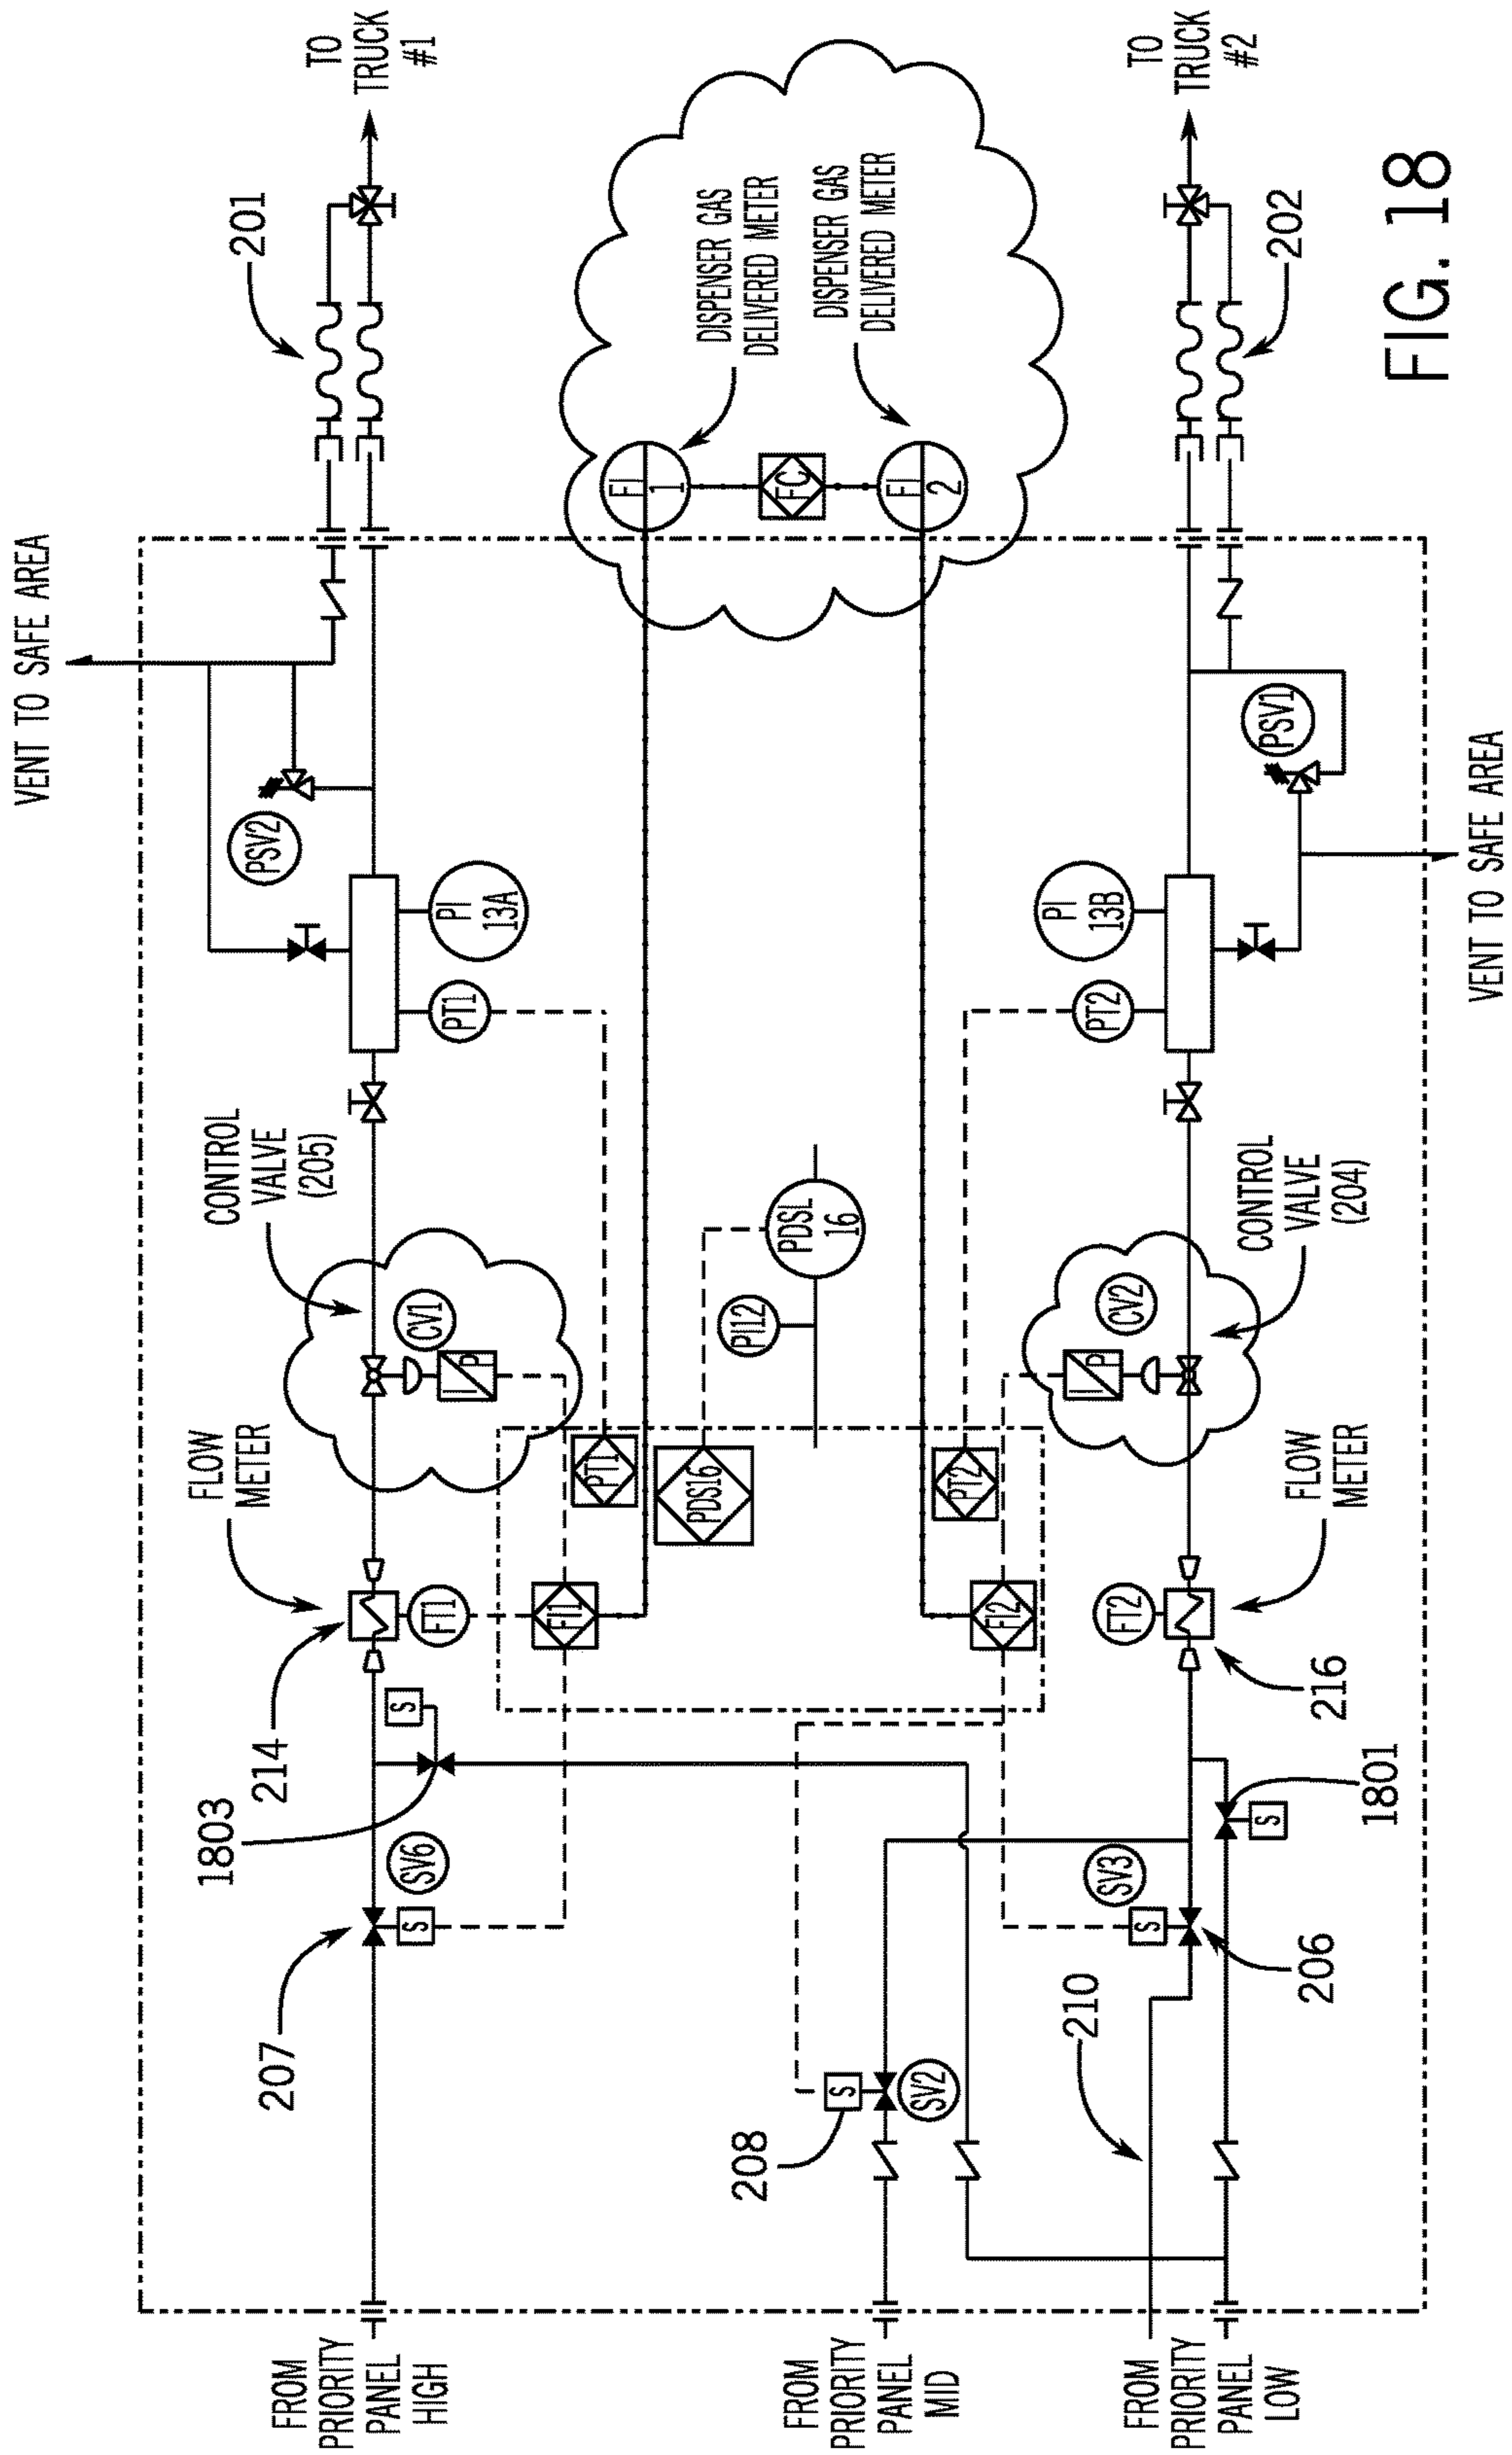 TO
TRUCK
#1
201
VENT TO SAFE AREA
PSV2
PI
13A
PT1
CONTROL
VALVE
(205)
CV1
I
P
FLOW
METER
214
FT1
S
1803
SV6
S
207
FROM
PRIORITY
PANEL
HIGH
DISPENSER GAS
DELIVERED METER
DISPENSER GAS
DELIVERED METER
FI
1
FC
FI
2
PDSL
16
PI12
PT1
PDS16
PT2
FI1
FI2
S
SV2
208
FROM
PRIORITY
PANEL
MID
TO
TRUCK
#2
202
PSV1
VENT TO SAFE AREA
PI
13B
PT2
CONTROL
VALVE
(204)
CV2
I
P
FLOW
METER
FT2
216
1801
S
SV3
S
206
210
FROM
PRIORITY
PANEL
LOW
FIG. 18